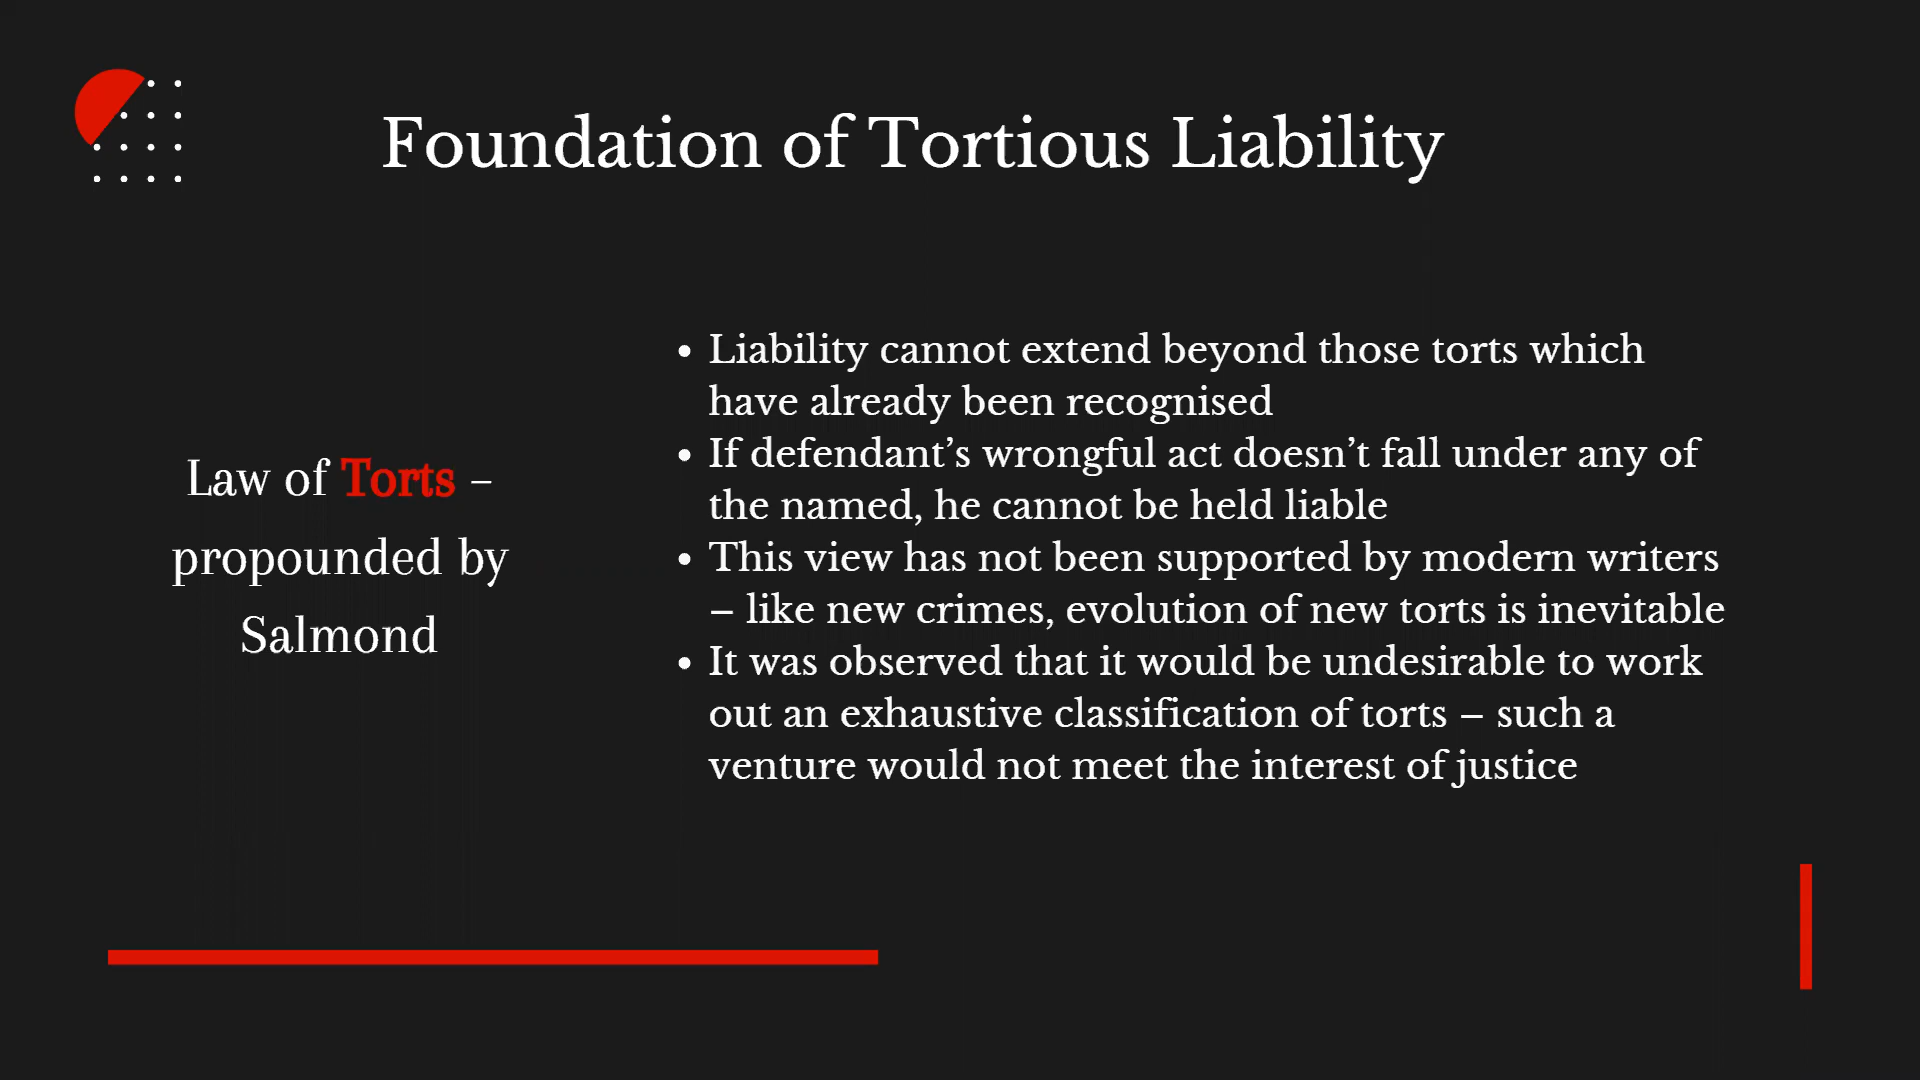 Foundation of Tortious Liability
Law of Torts –
propounded by
Salmond
• Liability cannot extend beyond those torts which
have already been recognised
• If defendant’s wrongful act doesn’t fall under any of
the named, he cannot be held liable
• This view has not been supported by modern writers
– like new crimes, evolution of new torts is inevitable
• It was observed that it would be undesirable to work
out an exhaustive classification of torts – such a
venture would not meet the interest of justice